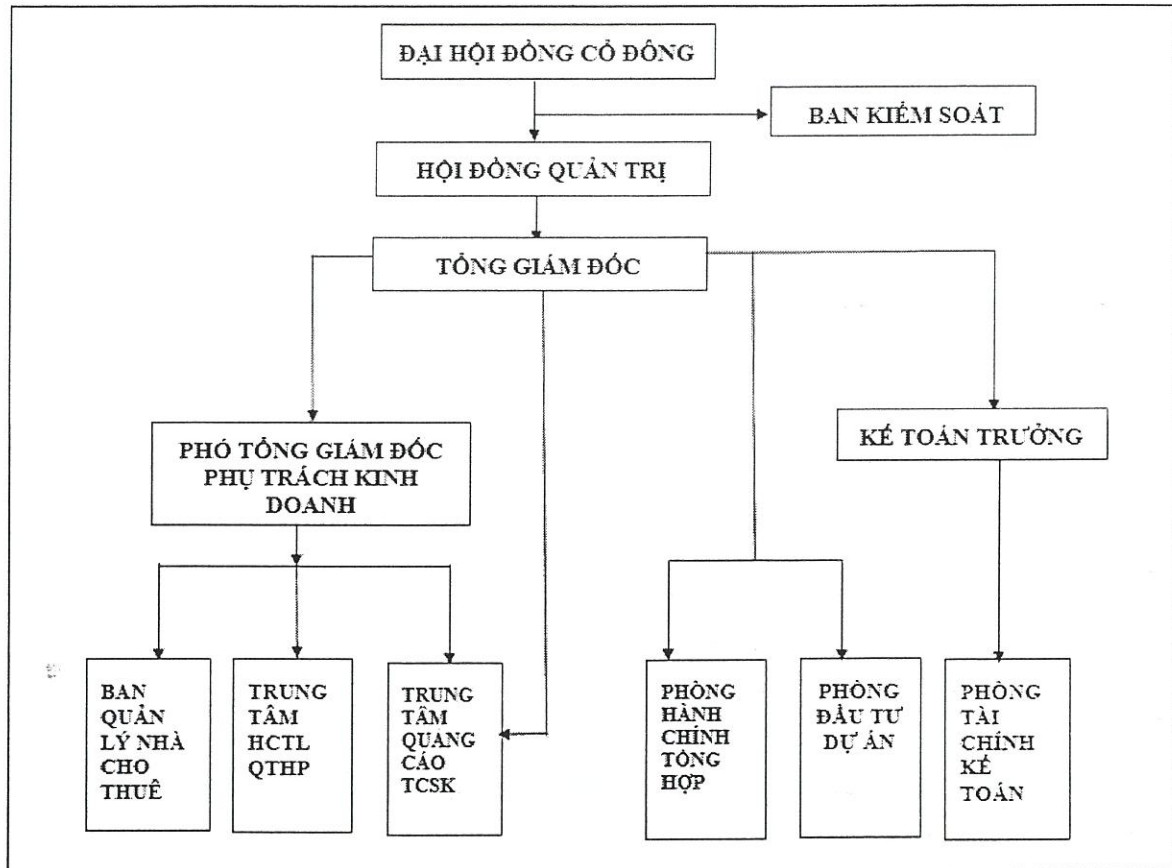 ĐẠI HỘI ĐỒNG CỔ ĐÔNG
BAN KIỂM SOÁT
HỘI ĐỒNG QUẢN TRỊ
TỔNG GIÁM ĐỐC
PHÓ TỔNG GIÁM ĐỐC
PHỤ TRÁCH KINH
DOANH
KẾ TOÁN TRƯỞNG
BAN
QUẢN
LÝ NHÀ
CHO
THUÊ
TRUNG
TÂM
HCTL
QTHP
TRUNG
TÂM
QUANG
CÁO
TCSK
PHÒNG
HÀNH
CHÍNH
TỔNG
HỢP
PHÒNG
ĐẦU TƯ
DỰ ÁN
PHÒNG
TÀI
CHÍNH
KẾ
TOÁN